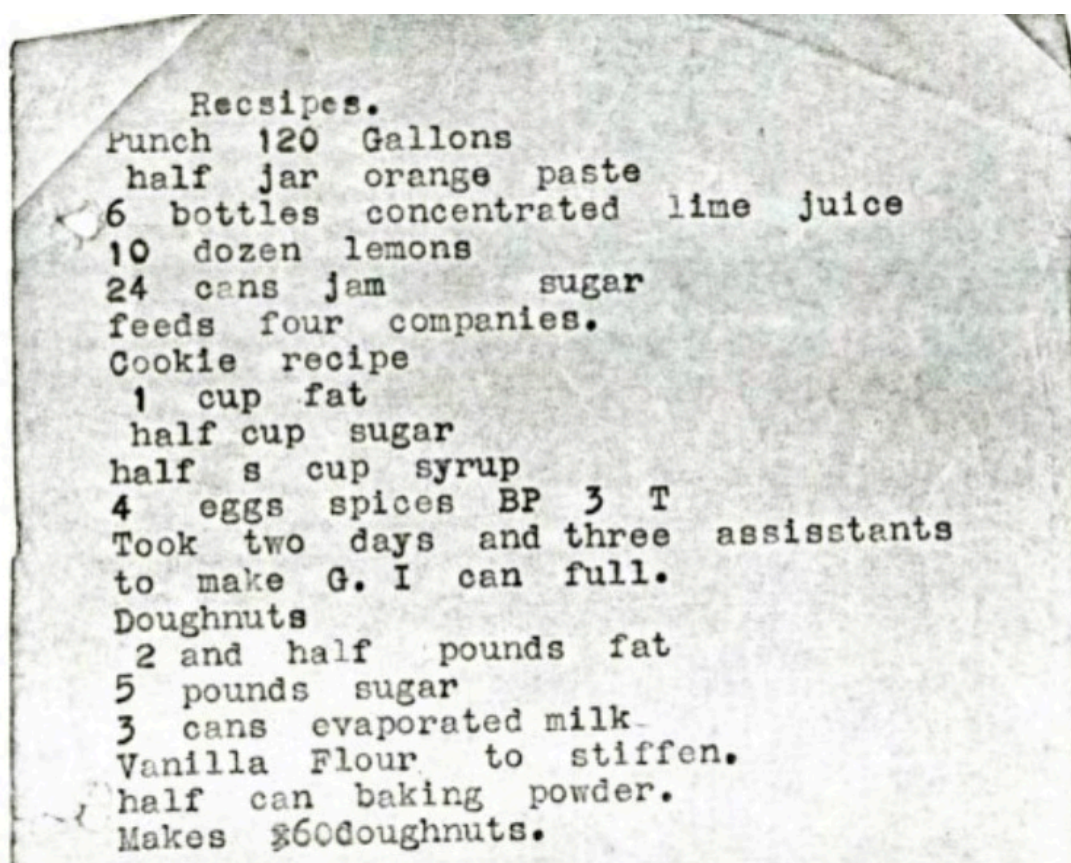 Recsipes.
Punch 120 Gallons
half jar orange paste
6 bottles concentrated lime juice
10 dozen lemons
24 cans jam sugar
feeds four companies.
Cookie recipe
1 cup fat
half cup sugar
half s cup syrup
4 eggs spices BP 3 T
Took two days and three assisstants
to make G. I can full.
Doughnuts
2 and half pounds fat
5 pounds sugar
3 cans evaporated milk
Vanilla Flour to stiffen.
half can baking powder.
Makes 360doughnuts.